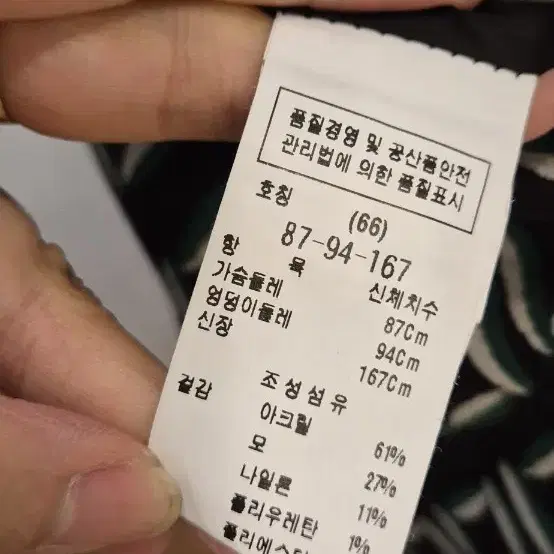 품질경영 및 공산품안전
관리법에 의한 품질표시
호칭 (66)
87-94-167
항 목 신체치수
가슴둘레 87Cm
엉덩이둘레 94Cm
신장 167Cm
조성섬유
겉감 아크릴 61%
모 27%
나일론 11%
폴리우레탄 1%